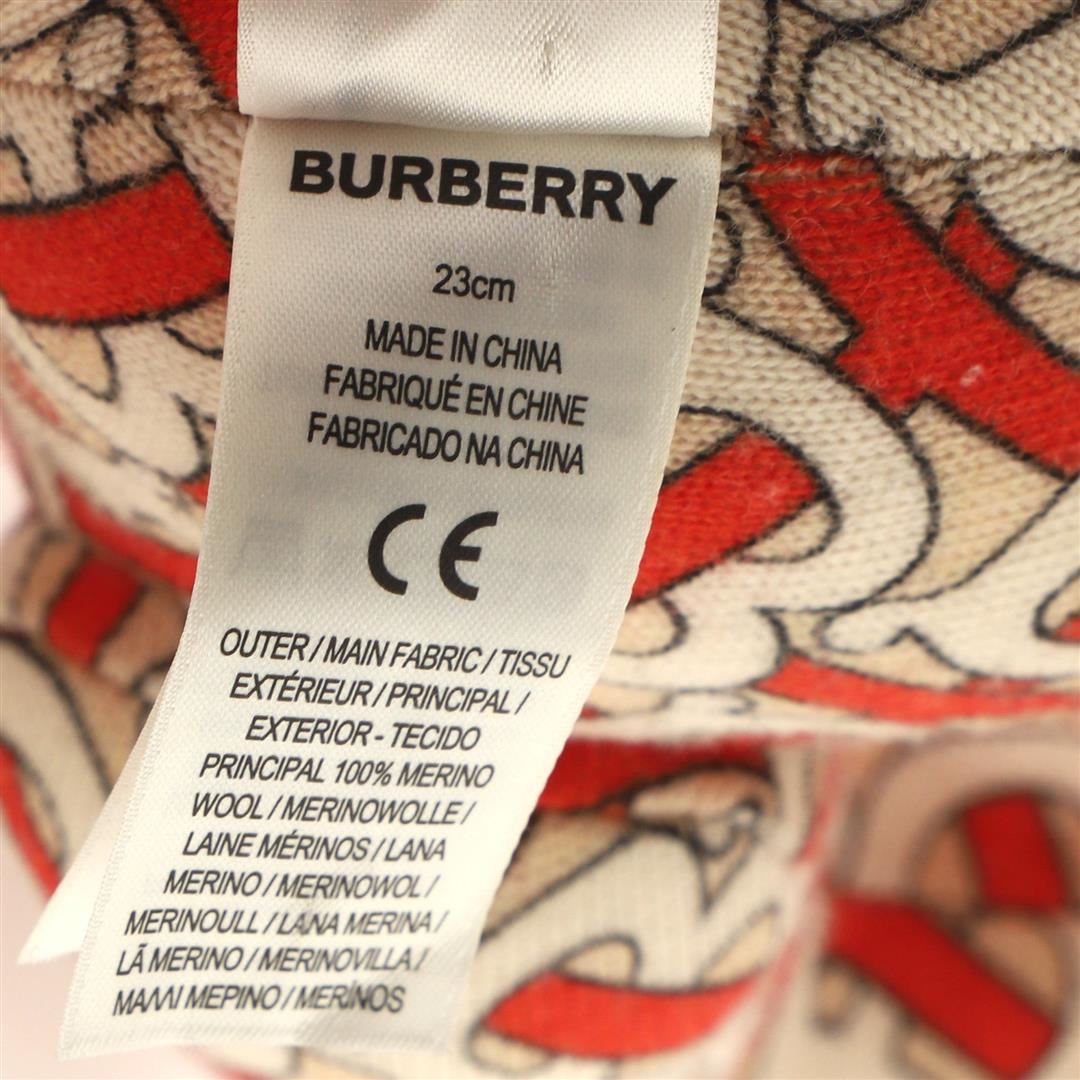 BURBERRY
23cm
MADE IN CHINA
FABRIQUÉ EN CHINE
FABRICADO NA CHINA
CE
OUTER / MAIN FABRIC / TISSU
EXTÉRIEUR / PRINCIPAL /
EXTERIOR - TECIDO
PRINCIPAL 100% MERINO
WOOL / MERINOWOLLE /
LAINE MÉRINOS / LANA
MERINO / MERINOWOL /
MERINOULL / LANA MERINA /
LÃ MERINO / MERINOVILLA /
ΜΑΛΛΙ ΜΕΡΙΝΟ / MERÍNOS